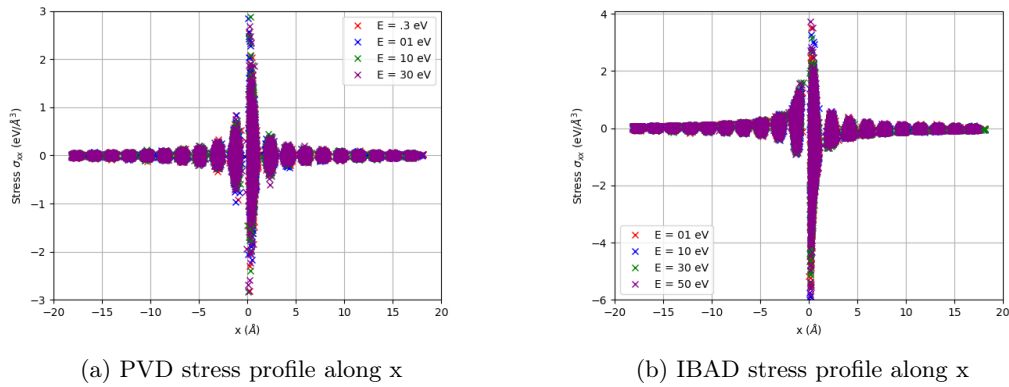 3
2
1
0
−1
−2
−3
−20
−15
−10
−5
0
5
10
15
20
Stress σxx (eV/Å³)
x (Å)
E = .3 eV
E = 01 eV
E = 10 eV
E = 30 eV
(a) PVD stress profile along x
4
2
0
−2
−4
−6
−20
−15
−10
−5
0
5
10
15
20
Stress σxx (eV/Å³)
x (Å)
E = 01 eV
E = 10 eV
E = 30 eV
E = 50 eV
(b) IBAD stress profile along x